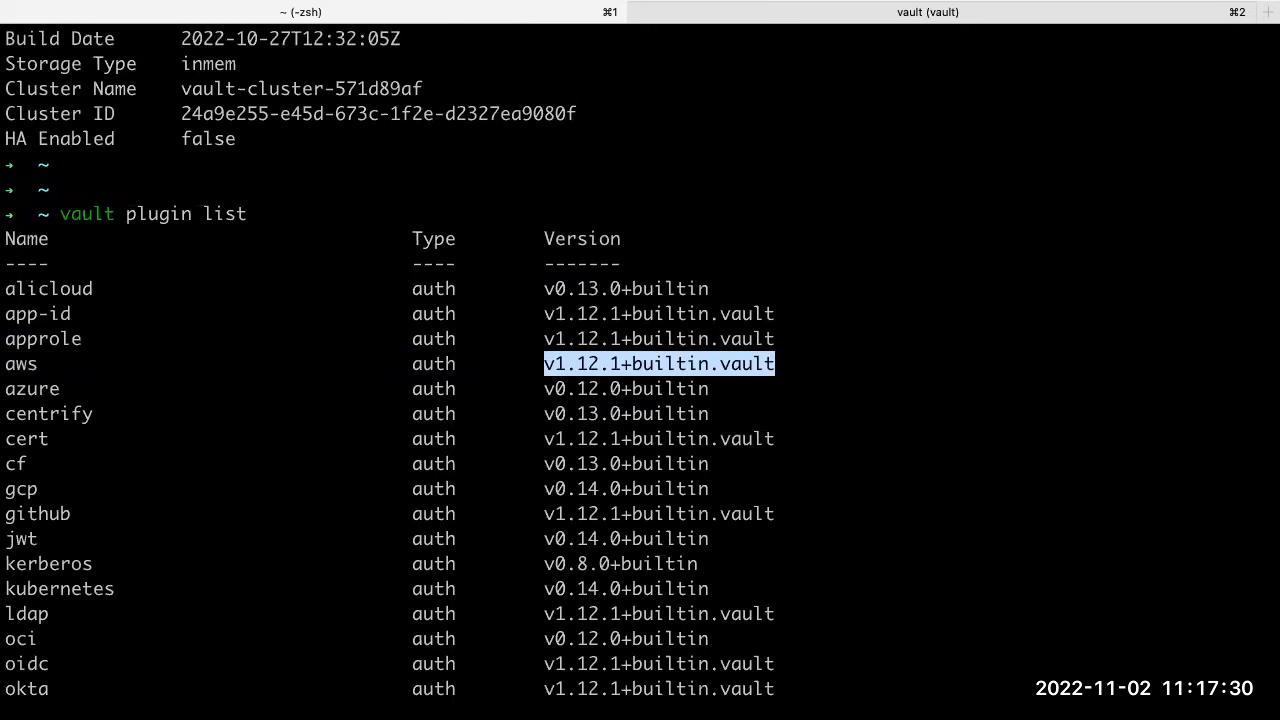 ~ (-zsh) ⌘1 vault (vault) ⌘2 +
Build Date 2022-10-27T12:32:05Z
Storage Type inmem
Cluster Name vault-cluster-571d89af
Cluster ID 24a9e255-e45d-673c-1f2e-d2327ea9080f
HA Enabled false
→ ~
→ ~
→ ~ vault plugin list
Name Type Version
---- ---- -------
alicloud auth v0.13.0+builtin
app-id auth v1.12.1+builtin.vault
approle auth v1.12.1+builtin.vault
aws auth v1.12.1+builtin.vault
azure auth v0.12.0+builtin
centrify auth v0.13.0+builtin
cert auth v1.12.1+builtin.vault
cf auth v0.13.0+builtin
gcp auth v0.14.0+builtin
github auth v1.12.1+builtin.vault
jwt auth v0.14.0+builtin
kerberos auth v0.8.0+builtin
kubernetes auth v0.14.0+builtin
ldap auth v1.12.1+builtin.vault
oci auth v0.12.0+builtin
oidc auth v1.12.1+builtin.vault
okta auth v1.12.1+builtin.vault
2022-11-02 11:17:30